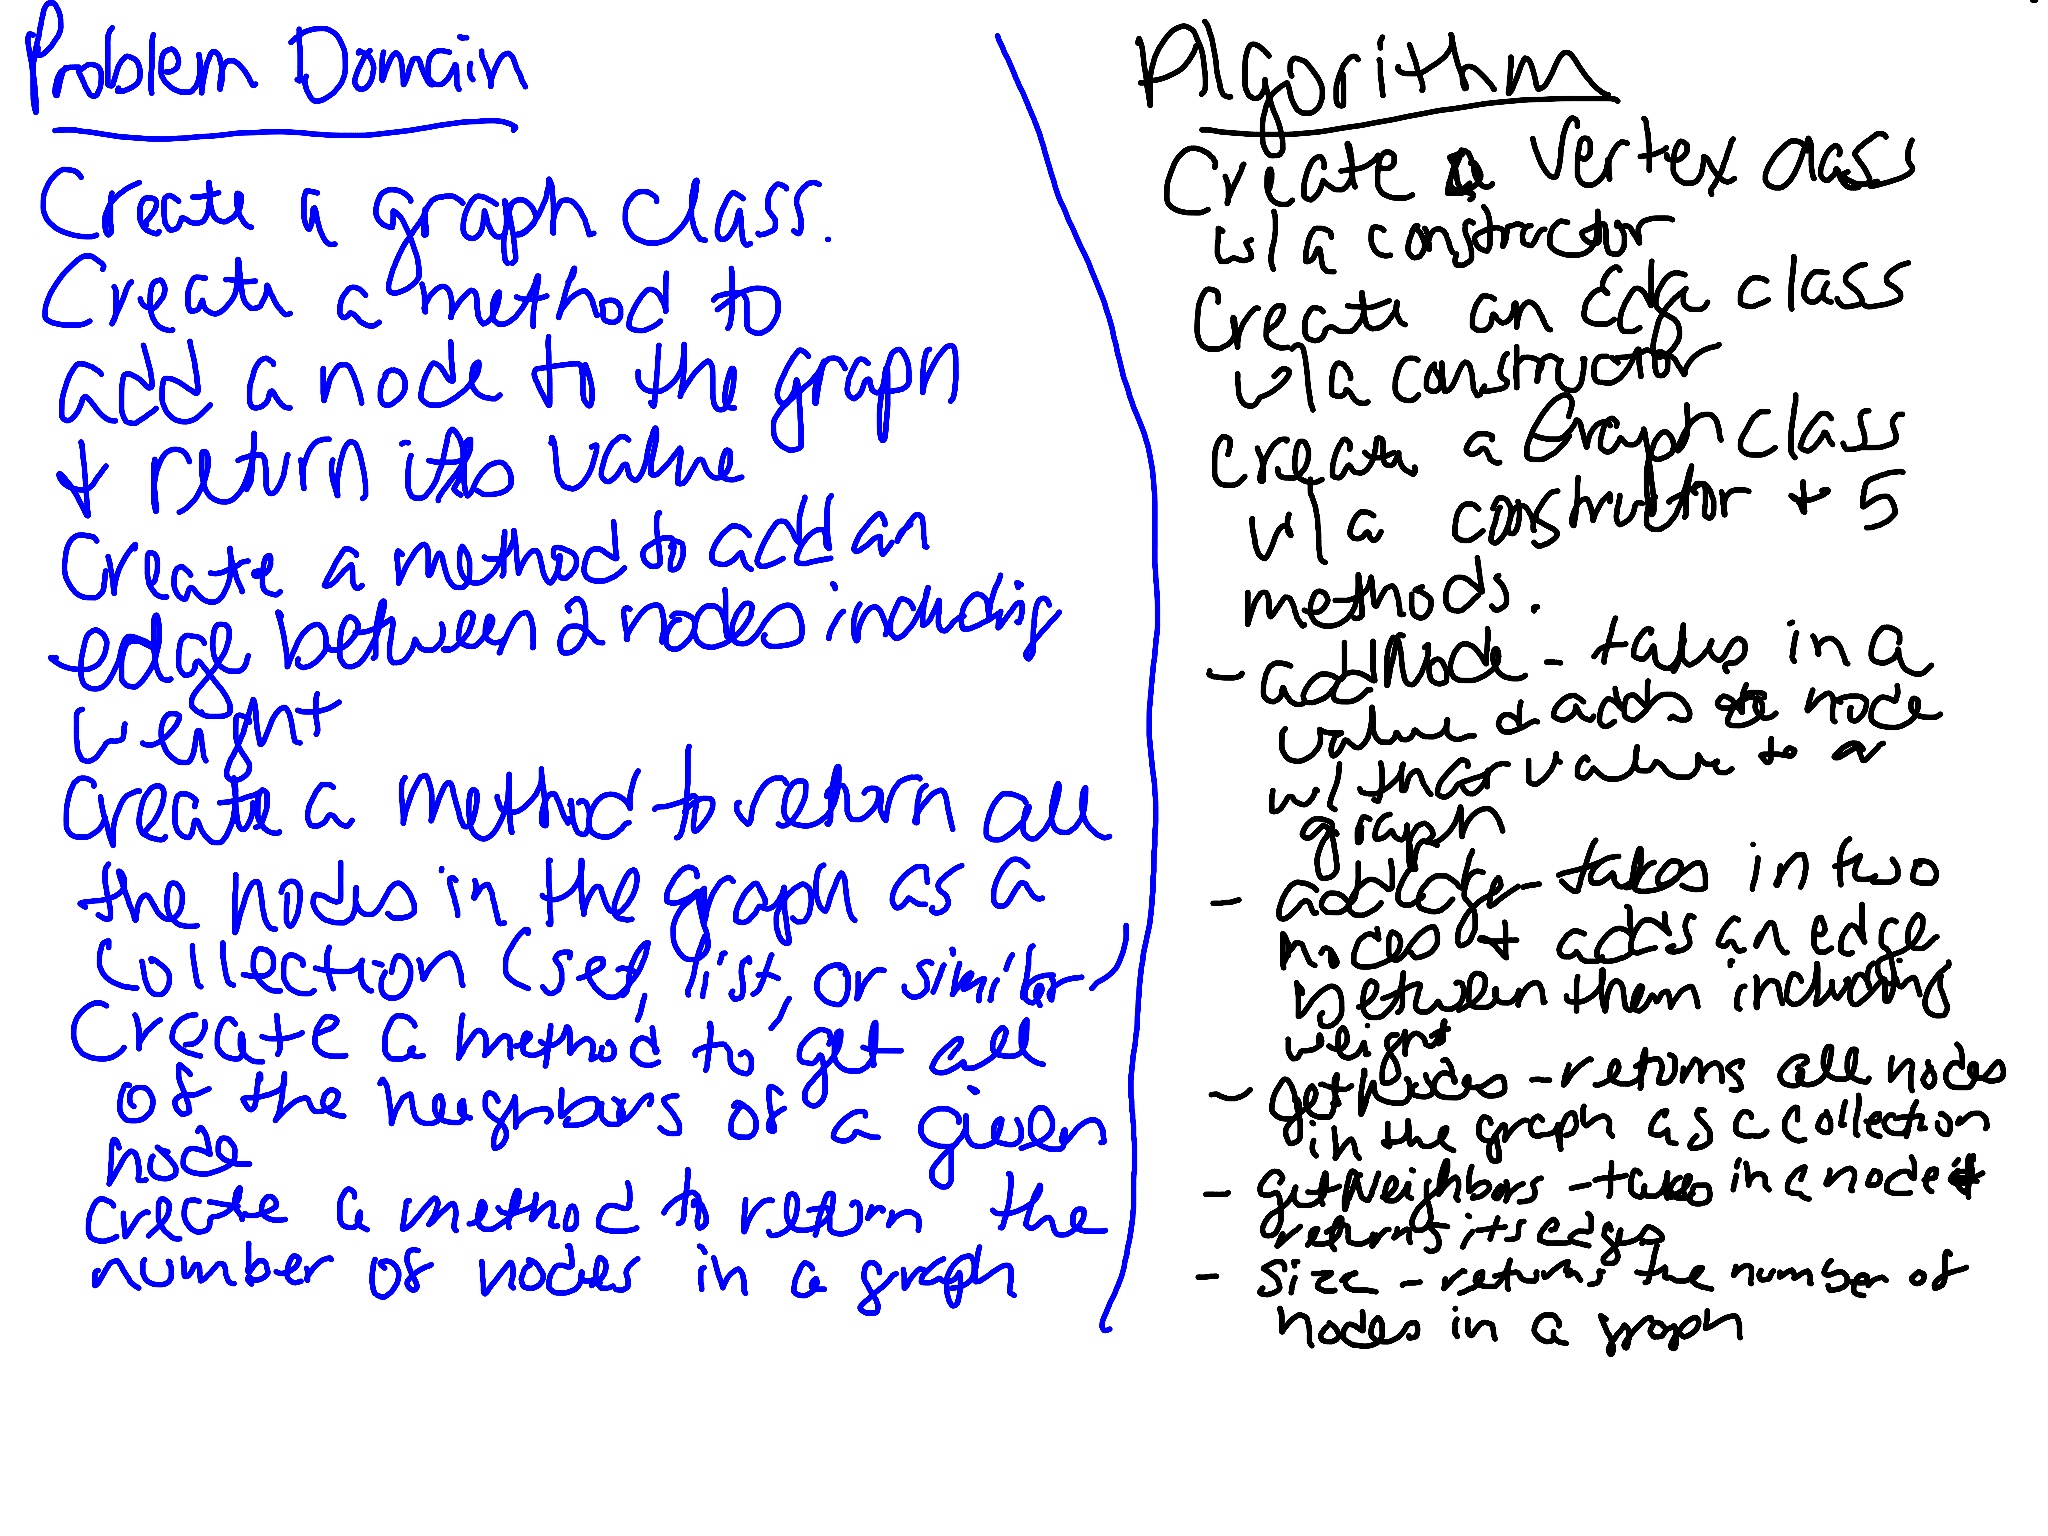 Problem Domain
Create a graph class.
Create a method to
add a node to the graph
+ return its value
Create a method to add an
edge between 2 nodes including
weight
Create a method to return all
the nodes in the graph as a
collection (set, list, or similar)
Create a method to get all
of the neighbors of a given
node
create a method to return the
number of nodes in a graph
Algorithm
Create a Vertex class
w/ a constructor
Create an Edge class
w/ a constructor
Create a Graph class
w/ a constructor + 5
methods.
- addNode - takes in a
value + adds node
w/ that value to a
graph
- addEdge - takes in two
nodes + adds an edge
between them including
weight
- getNodes - returns all nodes
in the graph as a collection
- getNeighbors - takes in a node +
returns its edges
- size - returns the number of
nodes in a graph